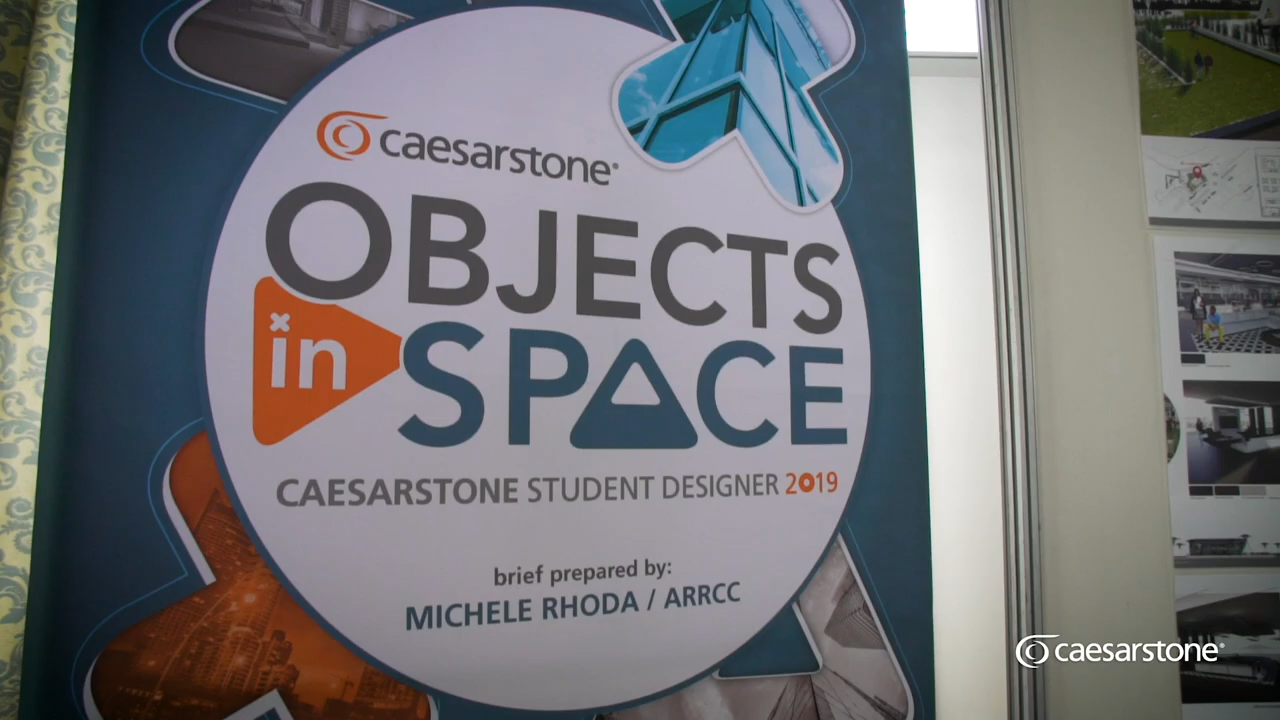 caesarstone®
OBJECTS
in SPACE
CAESARSTONE STUDENT DESIGNER 2019
brief prepared by:
MICHELE RHODA / ARRCC
caesarstone®